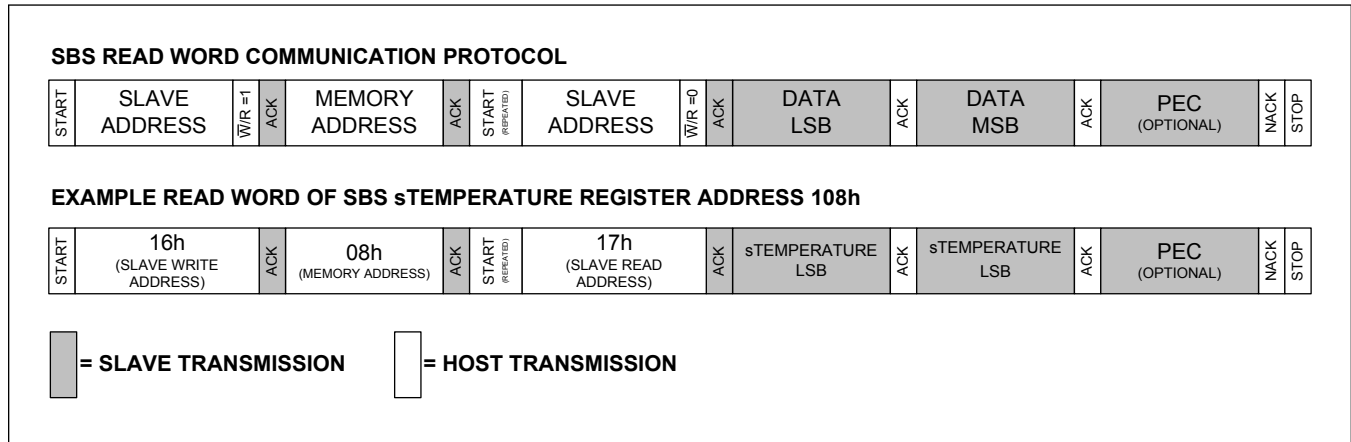 SBS READ WORD COMMUNICATION PROTOCOL
START
SLAVE
ADDRESS
W̅/R =1
ACK
MEMORY
ADDRESS
ACK
START
(REPEATED)
SLAVE
ADDRESS
W̅/R =0
ACK
DATA
LSB
ACK
DATA
MSB
ACK
PEC
(OPTIONAL)
NACK
STOP
EXAMPLE READ WORD OF SBS sTEMPERATURE REGISTER ADDRESS 108h
START
16h
(SLAVE WRITE
ADDRESS)
ACK
08h
(MEMORY ADDRESS)
ACK
START
(REPEATED)
17h
(SLAVE READ
ADDRESS)
ACK
sTEMPERATURE
LSB
ACK
sTEMPERATURE
LSB
ACK
PEC
(OPTIONAL)
NACK
STOP
= SLAVE TRANSMISSION
= HOST TRANSMISSION